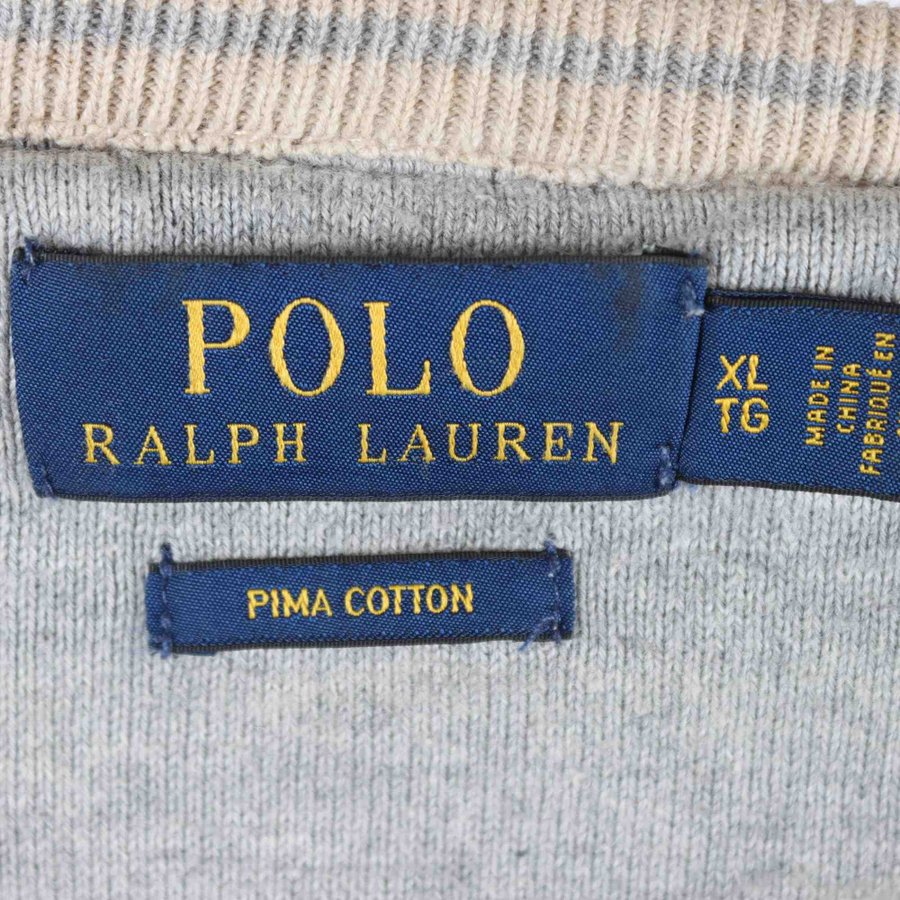 POLO
RALPH LAUREN
XL
TG
MADE IN
CHINA
FABRIQUÉ EN
PIMA COTTON